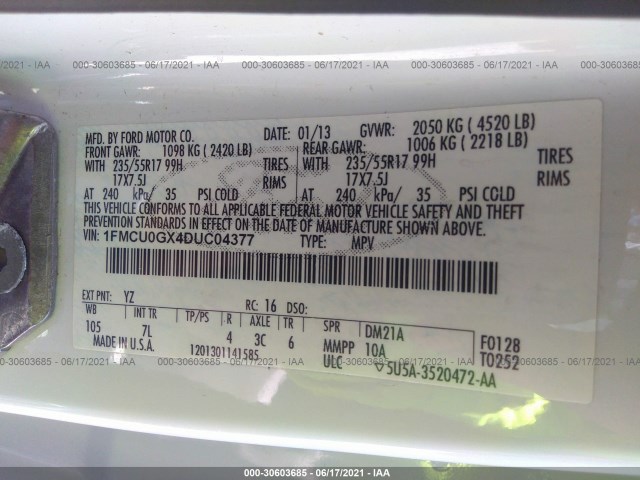 000-30603685 - 06/17/2021 - IAA
MFD. BY FORD MOTOR CO. DATE: 01/13 GVWR: 2050 KG ( 4520 LB)
FRONT GAWR: 1098 KG ( 2420 LB) REAR GAWR: 1006 KG ( 2218 LB)
WITH 235/55R17 99H TIRES WITH 235/55R17 99H TIRES
17X7.5J RIMS 17X7.5J RIMS
AT 240 kPa/ 35 PSI COLD AT 240 kPa/ 35 PSI COLD
THIS VEHICLE CONFORMS TO ALL APPLICABLE FEDERAL MOTOR VEHICLE SAFETY AND THEFT
PREVENTION STANDARDS IN EFFECT ON THE DATE OF MANUFACTURE SHOWN ABOVE.
VIN: 1FMCU0GX4DUC04377 TYPE: MPV
EXT PNT: YZ RC: 16 DSO:
WB INT TR TP/PS R AXLE TR SPR DM21A F0128
105 7L 4 3C 6 MMPP 10A T0252
MADE IN U.S.A. 1201301141585 ULC 5U5A-3520472-AA
000-30603685 - 06/17/2021 - IAA